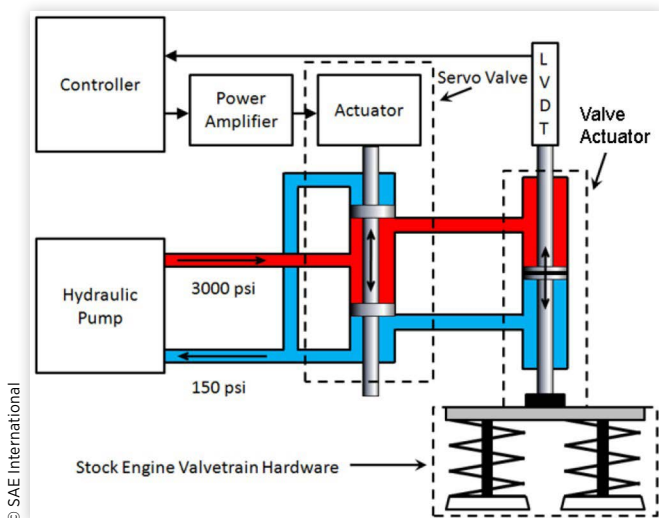 Controller
Power
Amplifier
Actuator
Servo Valve
L
V
D
T
Valve
Actuator
Hydraulic
Pump
3000 psi
150 psi
Stock Engine Valvetrain Hardware
© SAE International